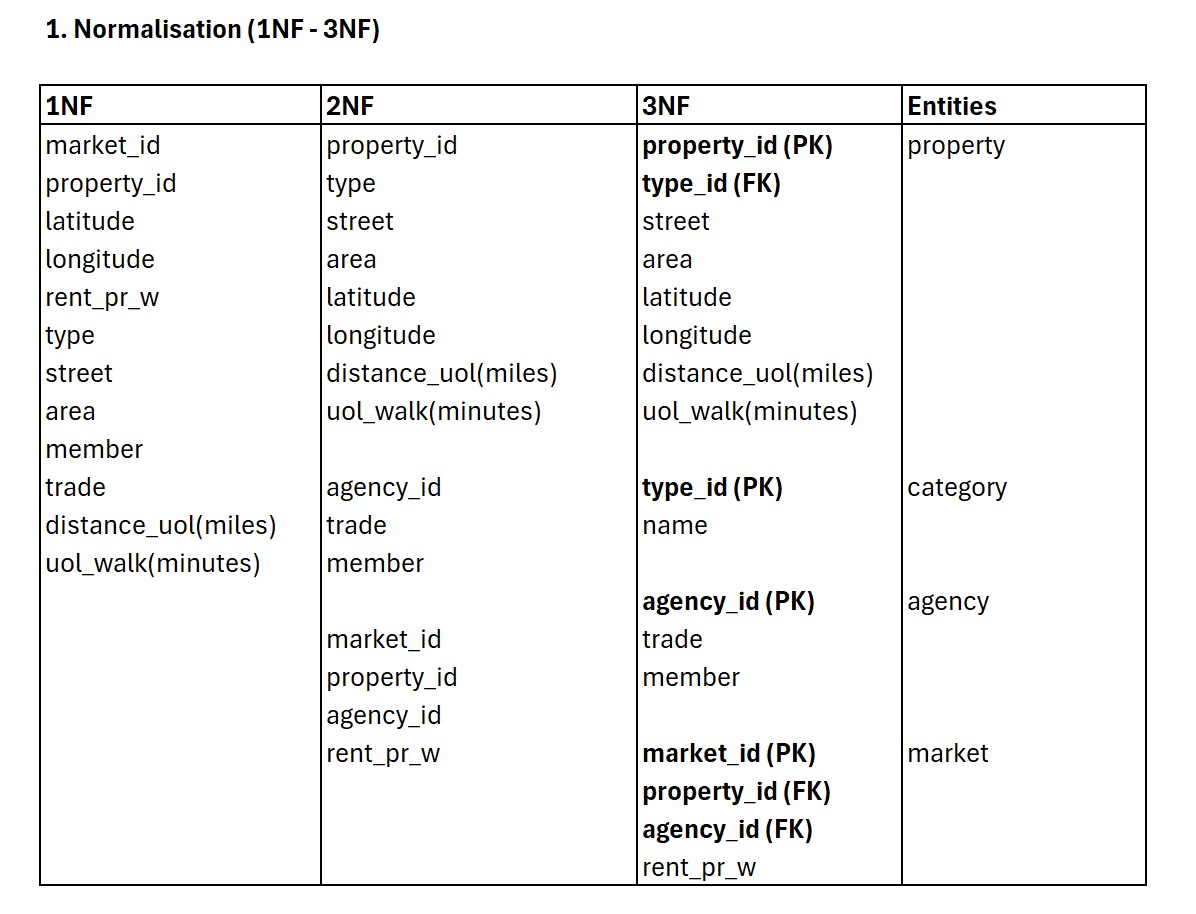 1. Normalisation (1NF - 3NF)
1NF 2NF 3NF Entities
market_id property_id property_id (PK) property
property_id type type_id (FK)
latitude street street
longitude area area
rent_pr_w latitude latitude
type longitude longitude
street distance_uol(miles) distance_uol(miles)
area uol_walk(minutes) uol_walk(minutes)
member
trade agency_id type_id (PK) category
distance_uol(miles) trade name
uol_walk(minutes) member
agency_id (PK) agency
market_id trade
property_id member
agency_id
rent_pr_w market_id (PK) market
property_id (FK)
agency_id (FK)
rent_pr_w